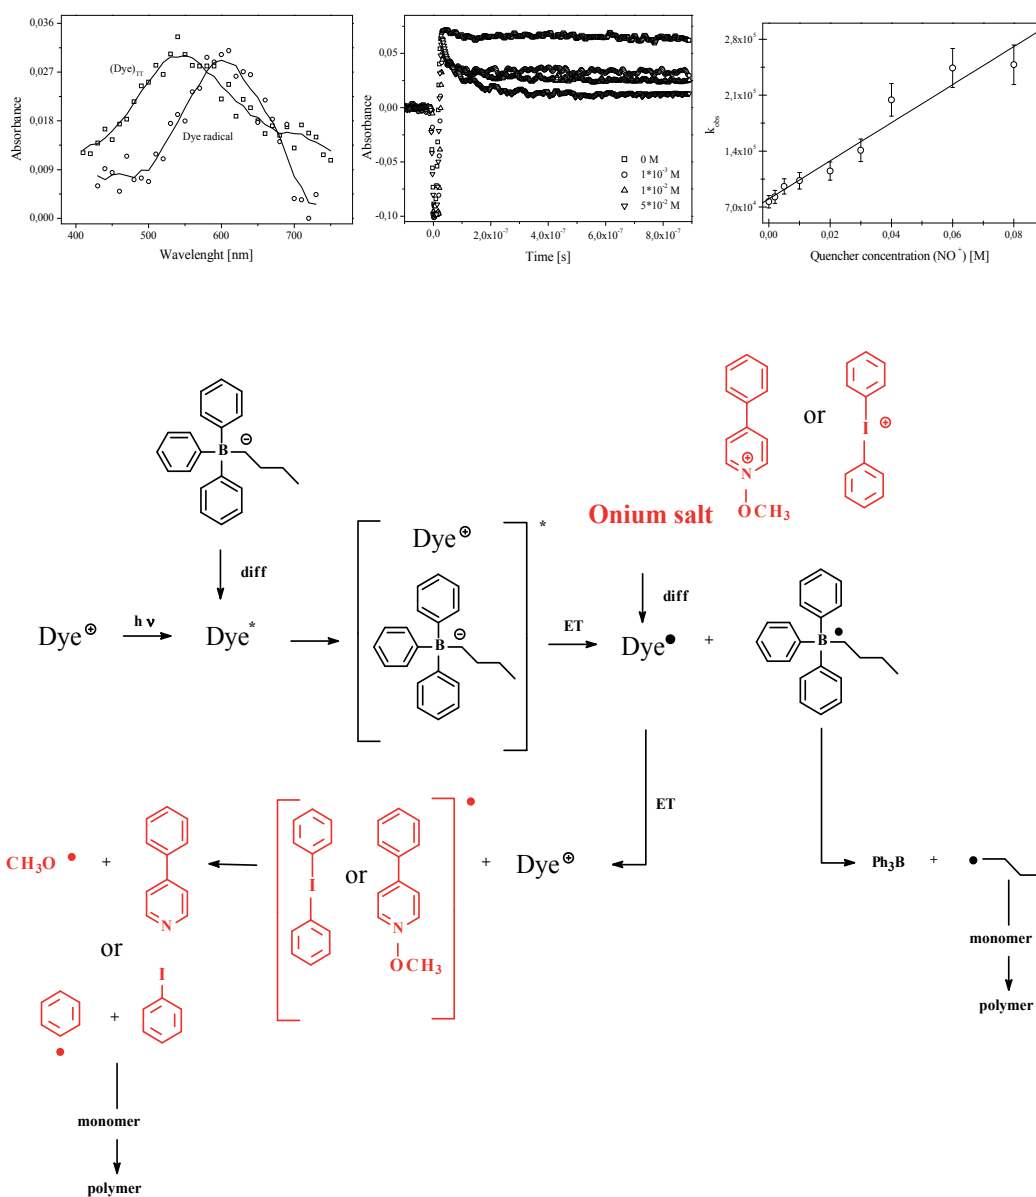 0,036
0,027
0,018
0,009
0,000
Absorbance
(Dye)TT
Dye radical
400 500 600 700
Wavelenght [nm]
0,05
0,00
-0,05
-0,10
Absorbance
0 M
1*10-3 M
1*10-2 M
5*10-2 M
0,0 2,0x10-7 4,0x10-7 6,0x10-7 8,0x10-7
Time [s]
2,8x105
2,1x105
1,4x105
7,0x104
kobs
0,00 0,02 0,04 0,06 0,08
Quencher concentration (NO+) [M]
B ⊖
or
I ⊕
N ⊕
OCH3
Onium salt
Dye⊕ *
diff
diff
Dye⊕
h ν
Dye*
B ⊖
ET
Dye●
+
B ●
ET
CH3O ●
+
N
or
I
or
N
OCH3
●
+
Dye⊕
Ph3B
+
●
I
+
●
monomer
polymer
monomer
polymer